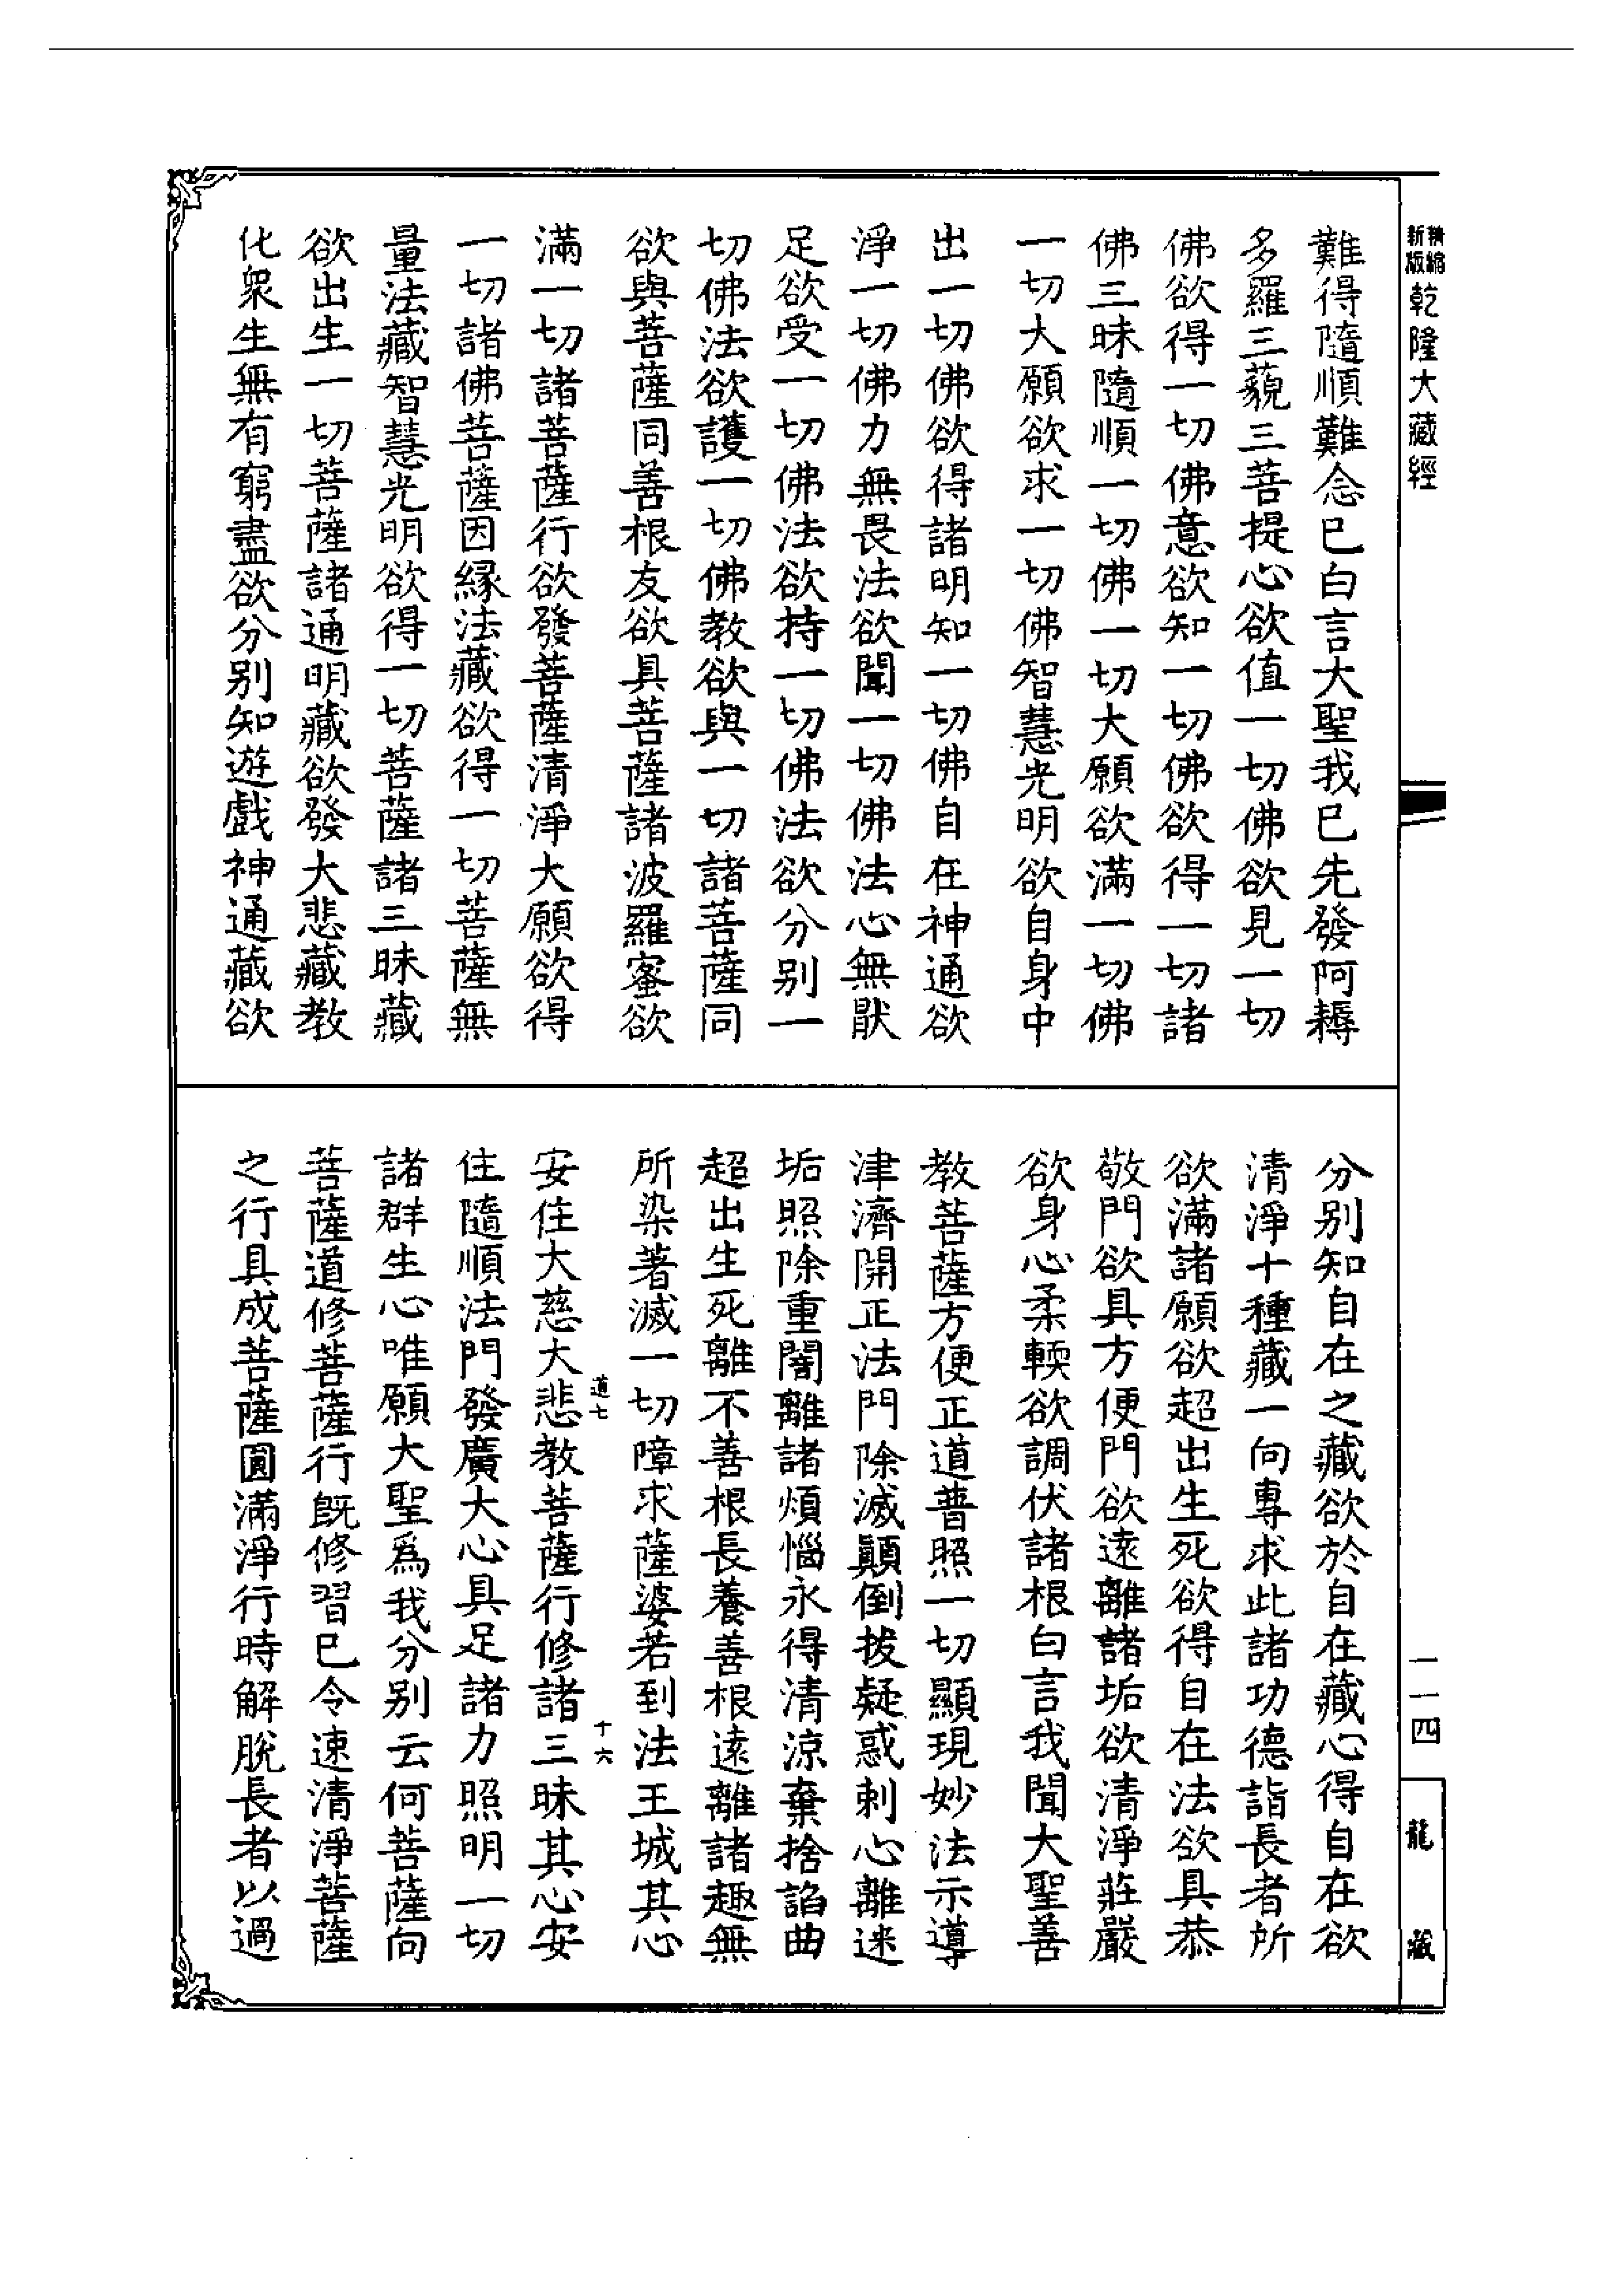 精縮新版乾隆大藏經
難得隨順難念已白言大聖我已先發阿耨
多羅三藐三菩提心欲值一切佛欲見一切
佛欲得一切佛意欲知一切佛欲得一切諸
佛三昧隨順一切佛一切大願欲滿一切佛
一切大願欲求一切佛智慧光明欲自身中
出一切佛欲得諸明知一切佛自在神通欲
淨一切佛力無畏法欲聞一切佛法心無猒
足欲受一切佛法欲持一切佛法欲分別一
切佛法欲護一切佛教欲與一切諸菩薩同
欲與菩薩同善根友欲具菩薩諸波羅蜜欲
滿一切諸菩薩行欲發菩薩清淨大願欲得
一切諸佛菩薩因緣法藏欲得一切菩薩無
量法藏智慧光明欲得一切菩薩諸三昧藏
欲出生一切菩薩諸通明藏欲發大悲藏教
化衆生無有窮盡欲分別知遊戲神通藏欲
分別知自在之藏欲於自在藏心得自在欲
清淨十種藏一向專求此諸功德詣長者所
欲滿諸願欲超出生死欲得自在法欲具恭
敬門欲具方便門欲遠離諸垢欲清淨莊嚴
欲身心柔輭欲調伏諸根白言我聞大聖善
教菩薩方便正道普照一切顯現妙法示導
津濟開正法門除滅顛倒拔疑惑刺心離迷
垢照除重闇離諸煩惱永得清涼棄捨諂曲
超出生死離不善根長養善根遠離諸趣無
所染著滅一切障求薩婆若到法王城其心
道七
十六
安住大慈大悲教菩薩行修諸三昧其心安
住隨順法門發廣大心具足諸力照明一切
諸群生心唯願大聖爲我分別云何菩薩向
菩薩道修菩薩行旣修習已令速清淨菩薩
之行具成菩薩圓滿淨行時解脫長者以過
一一四
龍藏